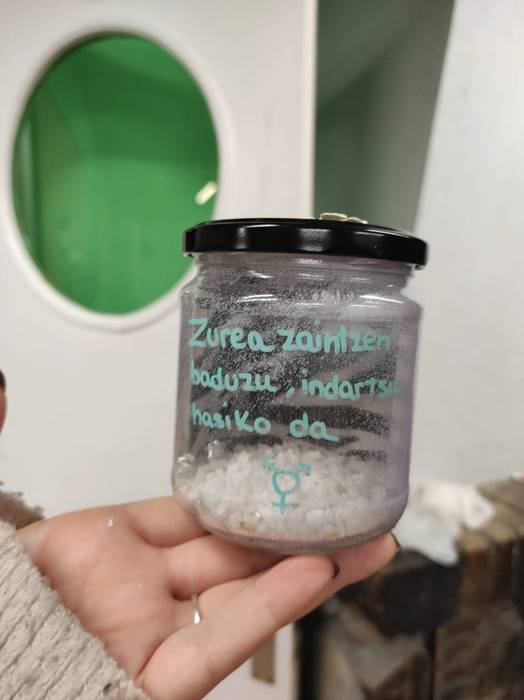 Zurea zaintzen
baduzu, indartsu
hasiko da